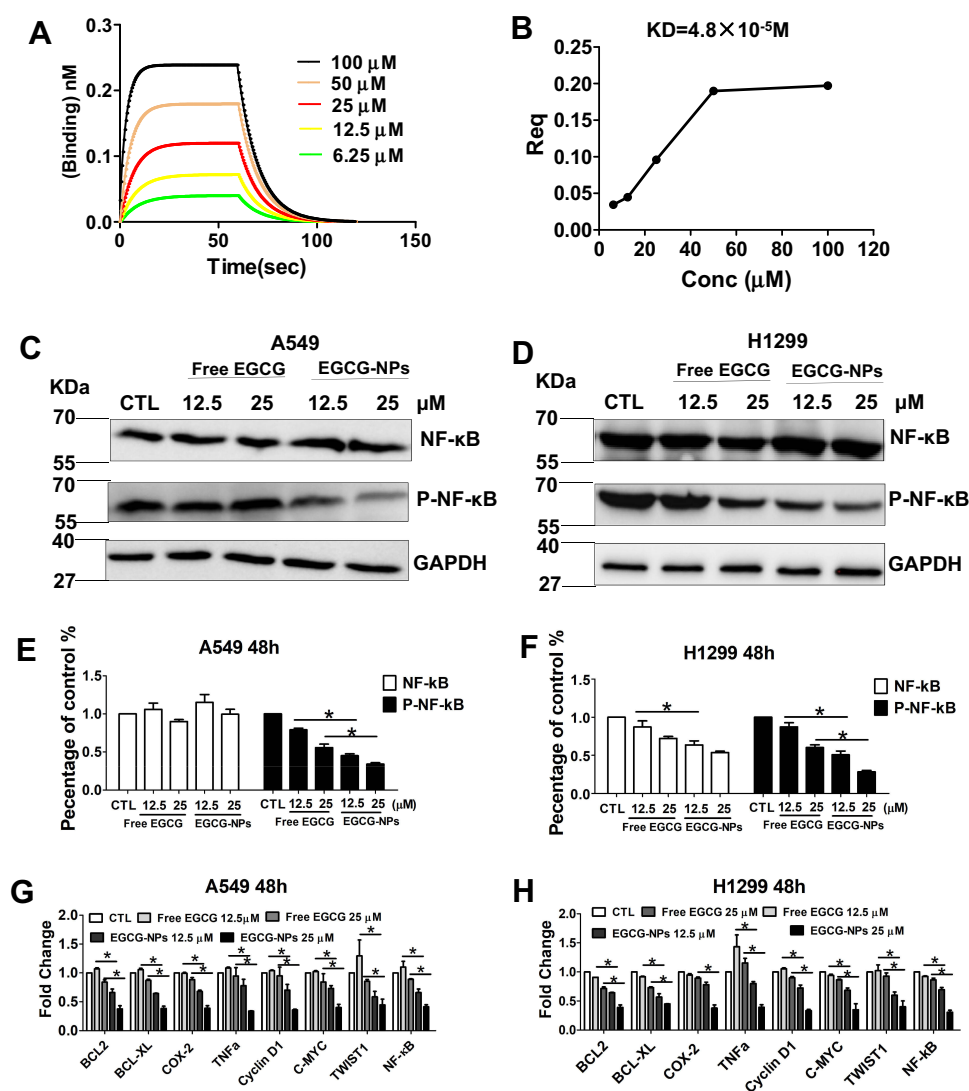 A
(Binding) nM
0.3
0.2
0.1
0.0
0
50
100
150
Time(sec)
100 μM
50 μM
25 μM
12.5 μM
6.25 μM
B
KD=4.8×10-5M
Req
0.20
0.15
0.10
0.05
0.00
0 20 40 60 80 100 120
Conc (μM)
C
A549
Free EGCG EGCG-NPs
KDa
CTL 12.5 25 12.5 25 μM
70
NF-κB
55
70
P-NF-κB
55
40
GAPDH
27
D
H1299
Free EGCG EGCG-NPs
KDa
CTL 12.5 25 12.5 25 μM
70
NF-κB
55
70
P-NF-κB
55
40
GAPDH
27
E
A549 48h
Pecentage of control %
1.5
1.0
0.5
0.0
NF-kB
P-NF-kB
* *
CTL 12.5 25 12.5 25 CTL 12.5 25 12.5 25 (μM)
Free EGCG EGCG-NPs Free EGCG EGCG-NPs
F
H1299 48h
Pecentage of control %
1.5
1.0
0.5
0.0
NF-kB
P-NF-kB
* * *
CTL 12.5 25 12.5 25 CTL 12.5 25 12.5 25 (μM)
Free EGCG EGCG-NPs Free EGCG EGCG-NPs
G
A549 48h
Fold Change
2.0
1.5
1.0
0.5
0.0
CTL Free EGCG 12.5μM Free EGCG 25 μM
EGCG-NPs 12.5 μM EGCG-NPs 25 μM
* * * * * * * * * * * * * * * *
BCL2 BCL-XL COX-2 TNFa Cyclin D1 C-MYC TWIST1 NF-kB
H
H1299 48h
Fold Change
2.0
1.5
1.0
0.5
0.0
CTL Free EGCG 25 μM Free EGCG 12.5 μM
EGCG-NPs 12.5 μM EGCG-NPs 25 μM
* * * * * * * * * * * * * * *
BCL2 BCL-XL COX-2 TNFa Cyclin D1 C-MYC TWIST1 NF-kB